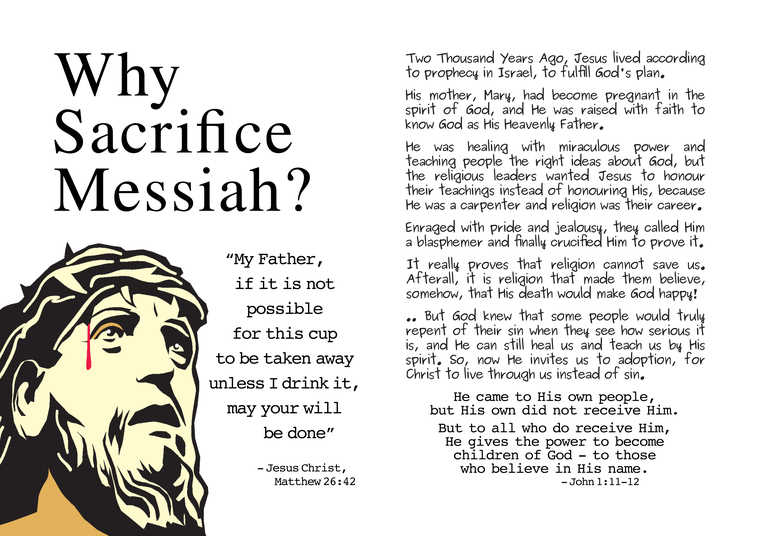 Why
Sacrifice
Messiah?
“My Father,
if it is not
possible
for this cup
to be taken away
unless I drink it,
may your will
be done”
– Jesus Christ,
Matthew 26:42
Two Thousand Years Ago, Jesus lived according
to prophecy in Israel, to fulfill God's plan.
His mother, Mary, had become pregnant in the
spirit of God, and He was raised with faith to
know God as His Heavenly Father.
He was healing with miraculous power and
teaching people the right ideas about God, but
the religious leaders wanted Jesus to honour
their teachings instead of honouring His, because
He was a carpenter and religion was their career.
Enraged with pride and jealousy, they called Him
a blasphemer and finally crucified Him to prove it.
It really proves that religion cannot save us.
Afterall, it is religion that made them believe,
somehow, that His death would make God happy!
.. But God knew that some people would truly
repent of their sin when they see how serious it
is, and He can still heal us and teach us by His
spirit. So, now He invites us to adoption, for
Christ to live through us instead of sin.
He came to His own people,
but His own did not receive Him.
But to all who do receive Him,
He gives the power to become
children of God – to those
who believe in His name.
– John 1:11-12